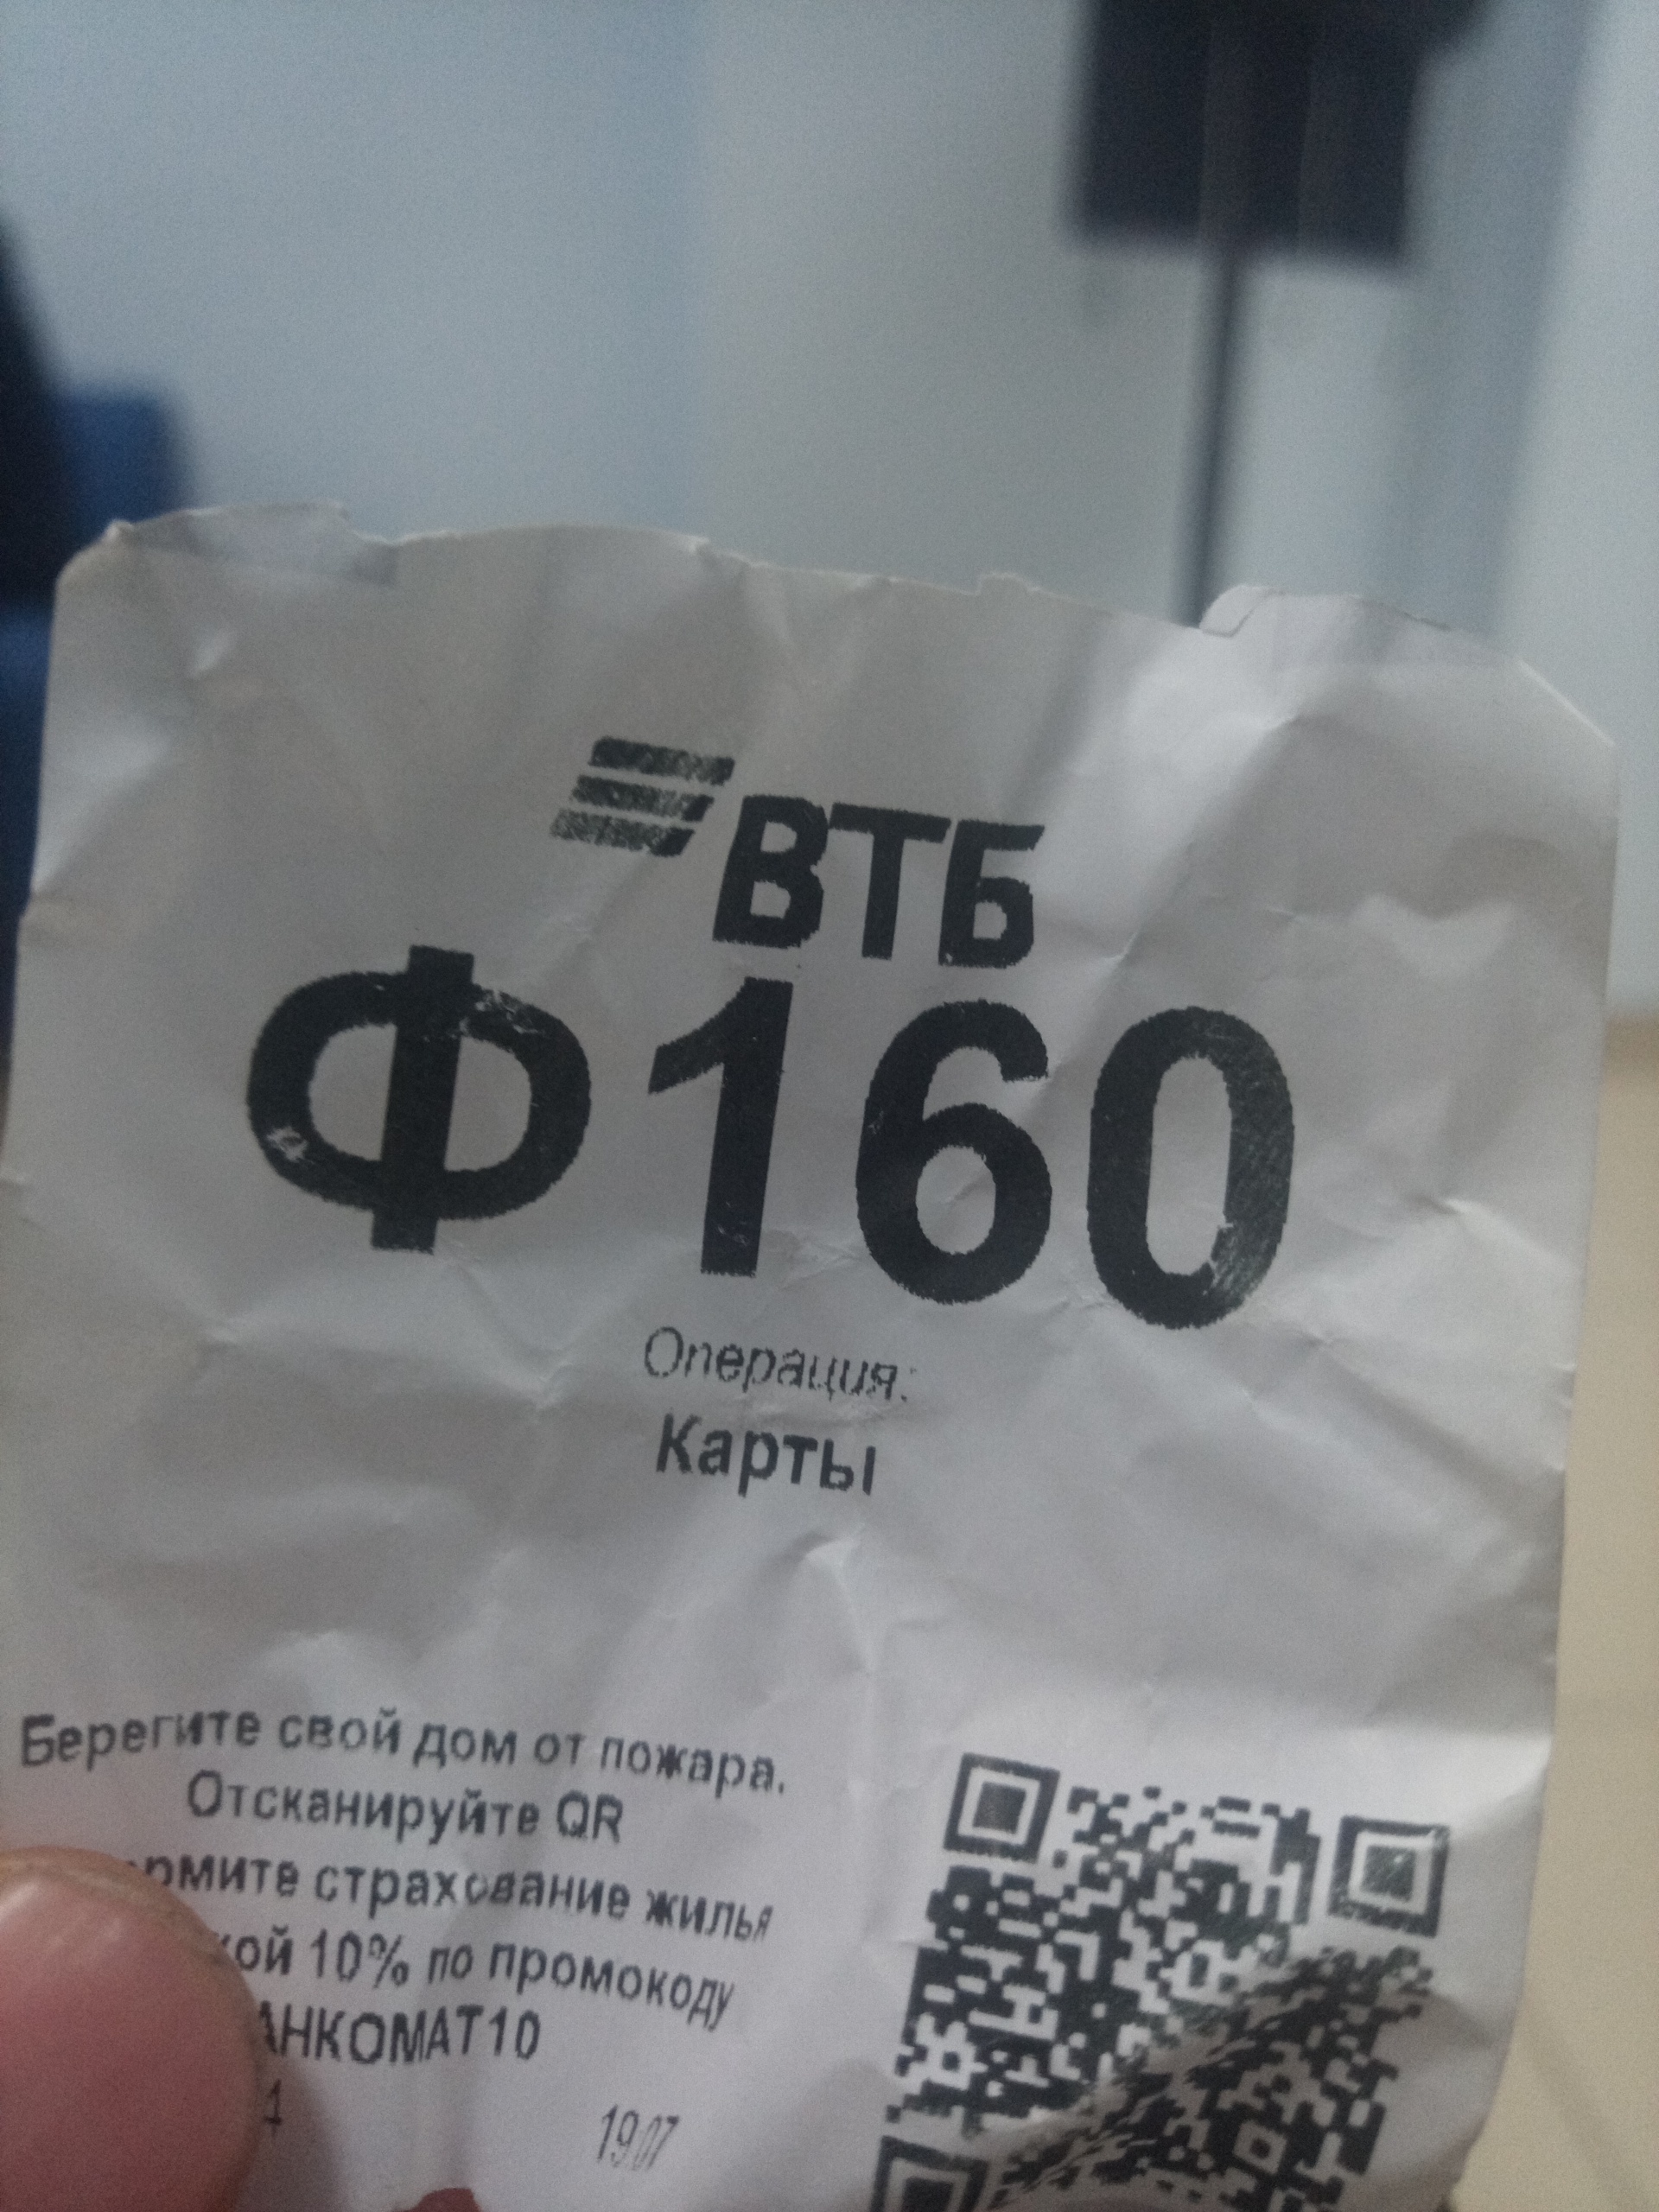 ВТБ
Ф160
Операция:
Карты
Берегите свой дом от пожара.
Отсканируйте QR
рмите страхование жилья
кой 10% по промокоду
АНКОМАТ10
1 19.07